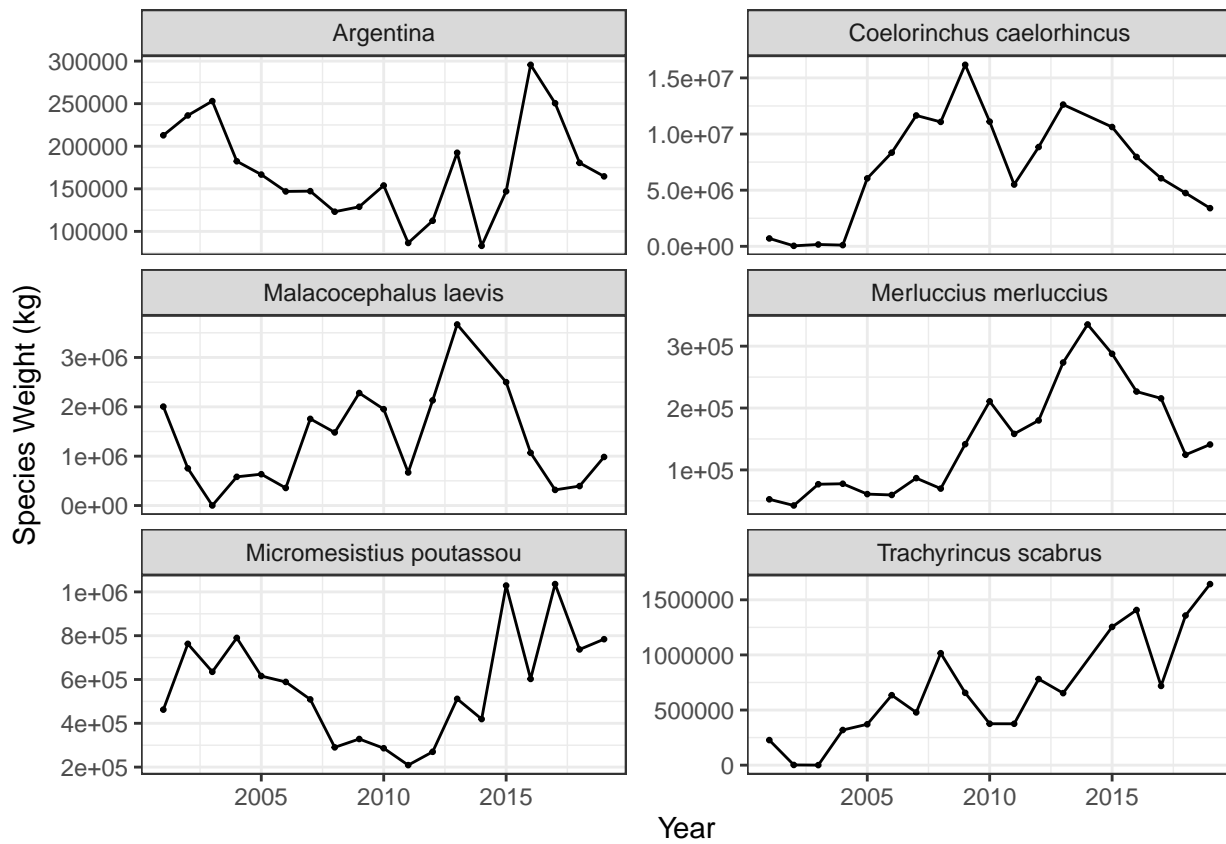 Argentina
Coelorinchus caelorhincus
300000
250000
200000
150000
100000
1.5e+07
1.0e+07
5.0e+06
0.0e+00
Malacocephalus laevis
Merluccius merluccius
3e+06
2e+06
1e+06
0e+00
3e+05
2e+05
1e+05
Species Weight (kg)
Micromesistius poutassou
Trachyrincus scabrus
1e+06
8e+05
6e+05
4e+05
2e+05
1500000
1000000
500000
0
2005 2010 2015
2005 2010 2015
Year